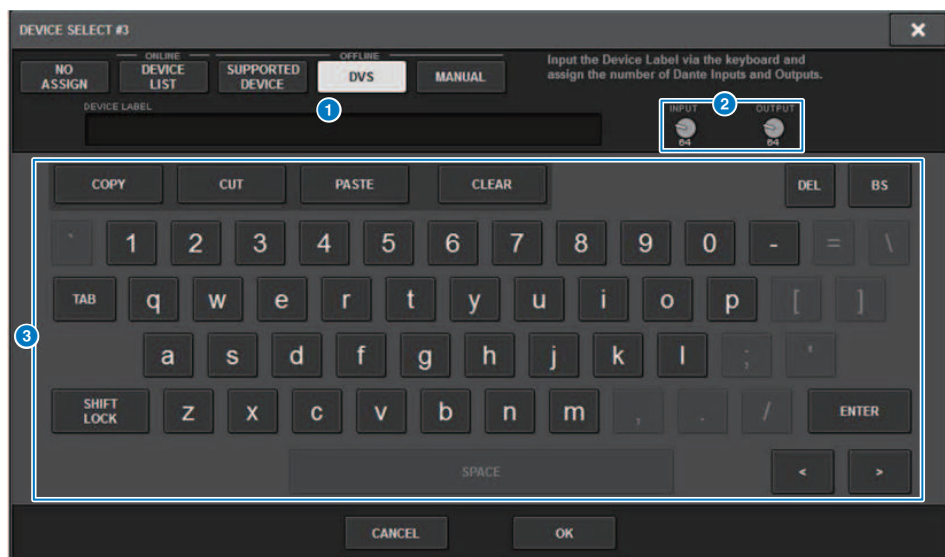 DEVICE SELECT #3
×
ONLINE
OFFLINE
NO ASSIGN
DEVICE LIST
SUPPORTED DEVICE
DVS
MANUAL
Input the Device Label via the keyboard and
assign the number of Dante Inputs and Outputs.
1
2
DEVICE LABEL
INPUT
OUTPUT
64
64
COPY CUT PASTE CLEAR DEL BS
` 1 2 3 4 5 6 7 8 9 0 - = \
TAB q w e r t y u i o p [ ]
3
a s d f g h j k l ; '
SHIFT LOCK z x c v b n m , . / ENTER
SPACE < >
CANCEL OK